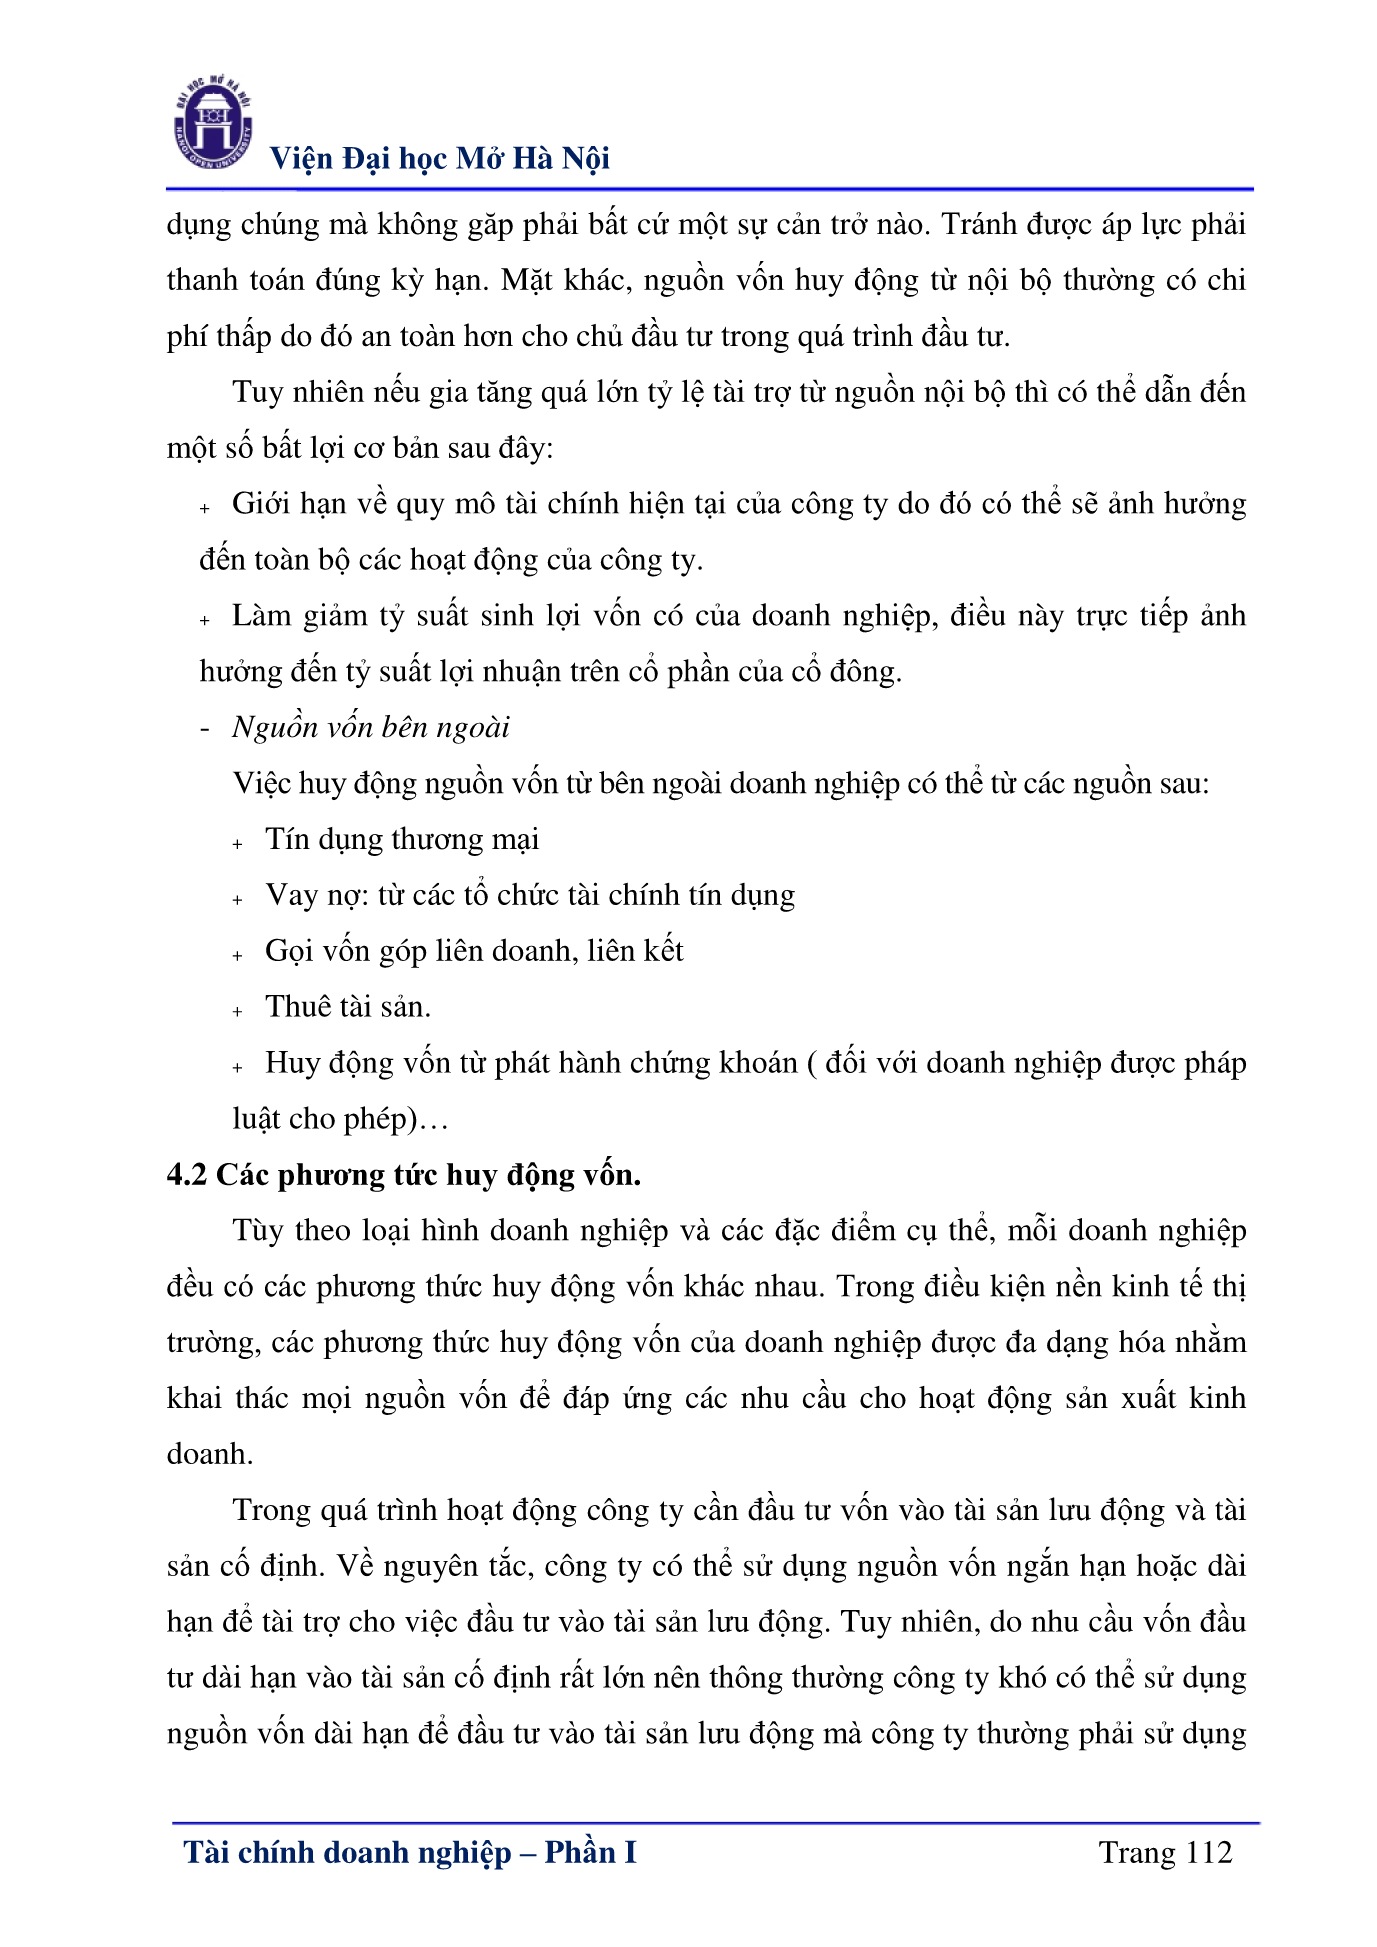 ĐẠI HỌC MỞ HÀ NỘI
HANOI OPEN UNIVERSITY
Viện Đại học Mở Hà Nội
dụng chúng mà không găp phải bất cứ một sự cản trở nào. Tránh được áp lực phải
thanh toán đúng kỳ hạn. Mặt khác, nguồn vốn huy động từ nội bộ thường có chi
phí thấp do đó an toàn hơn cho chủ đầu tư trong quá trình đầu tư.
Tuy nhiên nếu gia tăng quá lớn tỷ lệ tài trợ từ nguồn nội bộ thì có thể dẫn đến
một số bất lợi cơ bản sau đây:
+ Giới hạn về quy mô tài chính hiện tại của công ty do đó có thể sẽ ảnh hưởng
đến toàn bộ các hoạt động của công ty.
+ Làm giảm tỷ suất sinh lợi vốn có của doanh nghiệp, điều này trực tiếp ảnh
hưởng đến tỷ suất lợi nhuận trên cổ phần của cổ đông.
- Nguồn vốn bên ngoài
Việc huy động nguồn vốn từ bên ngoài doanh nghiệp có thể từ các nguồn sau:
+ Tín dụng thương mại
+ Vay nợ: từ các tổ chức tài chính tín dụng
+ Gọi vốn góp liên doanh, liên kết
+ Thuê tài sản.
+ Huy động vốn từ phát hành chứng khoán ( đối với doanh nghiệp được pháp
luật cho phép)…
4.2 Các phương tức huy động vốn.
Tùy theo loại hình doanh nghiệp và các đặc điểm cụ thể, mỗi doanh nghiệp
đều có các phương thức huy động vốn khác nhau. Trong điều kiện nền kinh tế thị
trường, các phương thức huy động vốn của doanh nghiệp được đa dạng hóa nhằm
khai thác mọi nguồn vốn để đáp ứng các nhu cầu cho hoạt động sản xuất kinh
doanh.
Trong quá trình hoạt động công ty cần đầu tư vốn vào tài sản lưu động và tài
sản cố định. Về nguyên tắc, công ty có thể sử dụng nguồn vốn ngắn hạn hoặc dài
hạn để tài trợ cho việc đầu tư vào tài sản lưu động. Tuy nhiên, do nhu cầu vốn đầu
tư dài hạn vào tài sản cố định rất lớn nên thông thường công ty khó có thể sử dụng
nguồn vốn dài hạn để đầu tư vào tài sản lưu động mà công ty thường phải sử dụng
Tài chính doanh nghiệp – Phần I
Trang 112